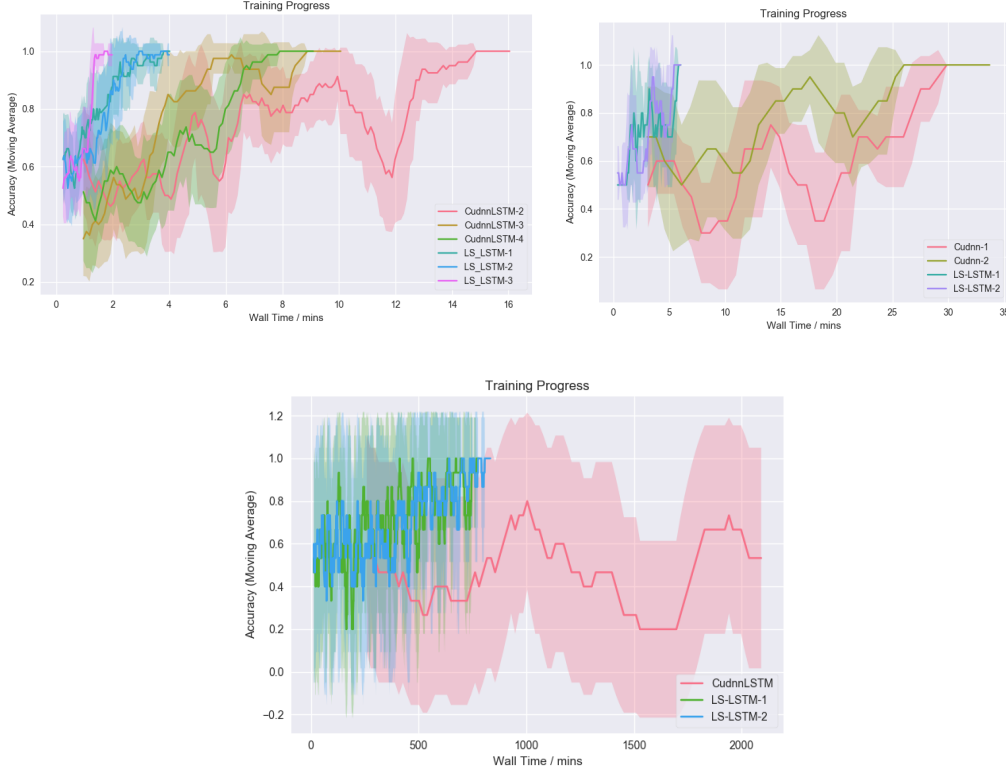 Training Progress
Accuracy (Moving Average)
1.0
0.8
0.6
0.4
0.2
CudnnLSTM-2
CudnnLSTM-3
CudnnLSTM-4
LS_LSTM-1
LS_LSTM-2
LS_LSTM-3
0 2 4 6 8 10 12 14 16
Wall Time / mins
Training Progress
Accuracy (Moving Average)
1.0
0.8
0.6
0.4
0.2
Cudnn-1
Cudnn-2
LS-LSTM-1
LS-LSTM-2
0 5 10 15 20 25 30 35
Wall Time / mins
Training Progress
Accuracy (Moving Average)
1.2
1.0
0.8
0.6
0.4
0.2
0.0
−0.2
CudnnLSTM
LS-LSTM-1
LS-LSTM-2
0 500 1000 1500 2000
Wall Time / mins